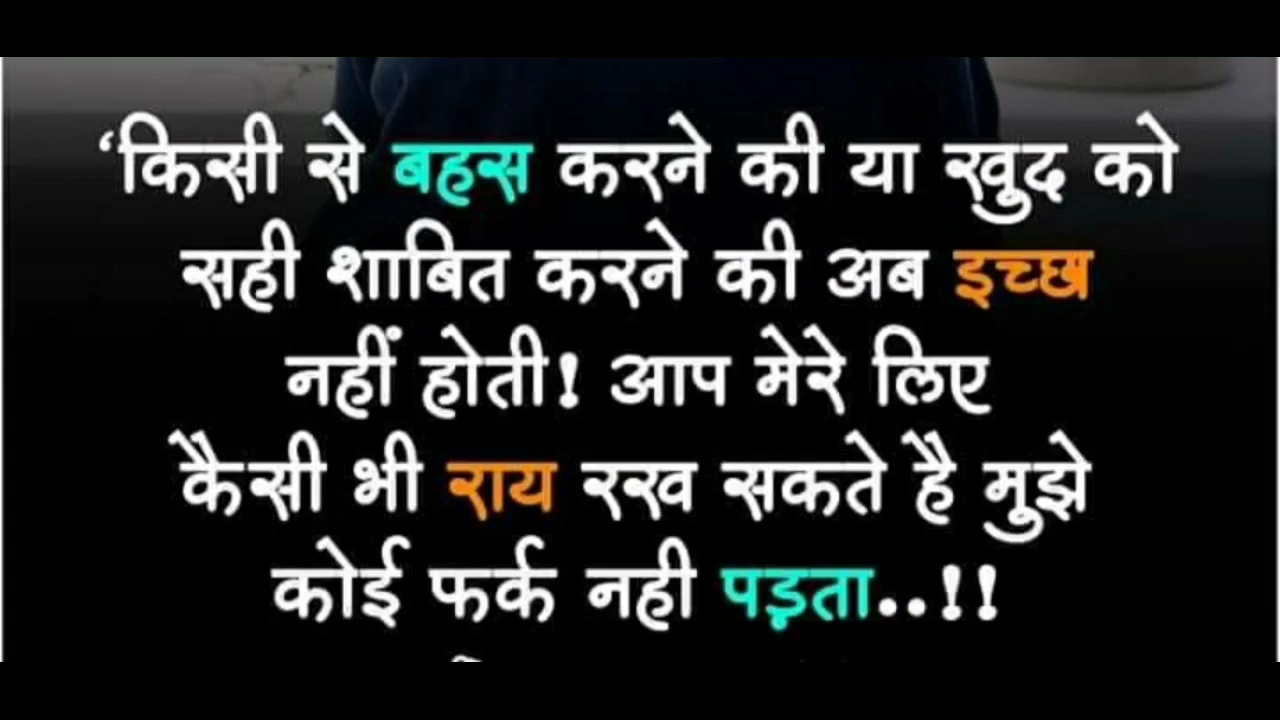 ‘किसी से बहस करने की या खुद को
सही शाबित करने की अब इच्छा
नहीं होती! आप मेरे लिए
कैसी भी राय रख सकते है मुझे
कोई फर्क नही पड़ता..!!